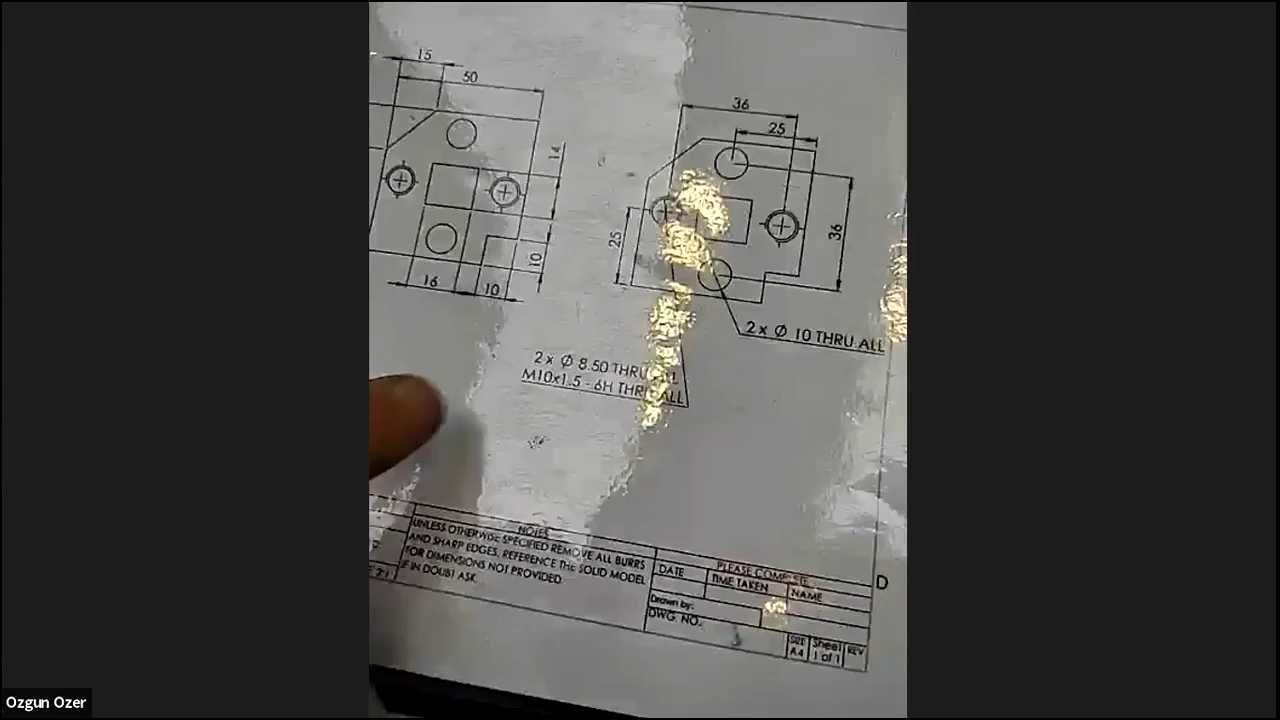 15
50
14
10
16
10
36
25
36
25
2 x Ø 10 THRU ALL
2 x Ø 8.50 THRU ALL
M10x1.5 - 6H THRU ALL
NOTES
UNLESS OTHERWISE SPECIFIED REMOVE ALL BURRS
AND SHARP EDGES, REFERENCE THE SOLID MODEL
FOR DIMENSIONS NOT PROVIDED.
IF IN DOUBT ASK.
PLEASE COMPLETE
DATE TIME TAKEN NAME
Drawn by:
DWG. NO.
SIZE Sheet REV
A4 1 of 1
D
Ozgun Ozer